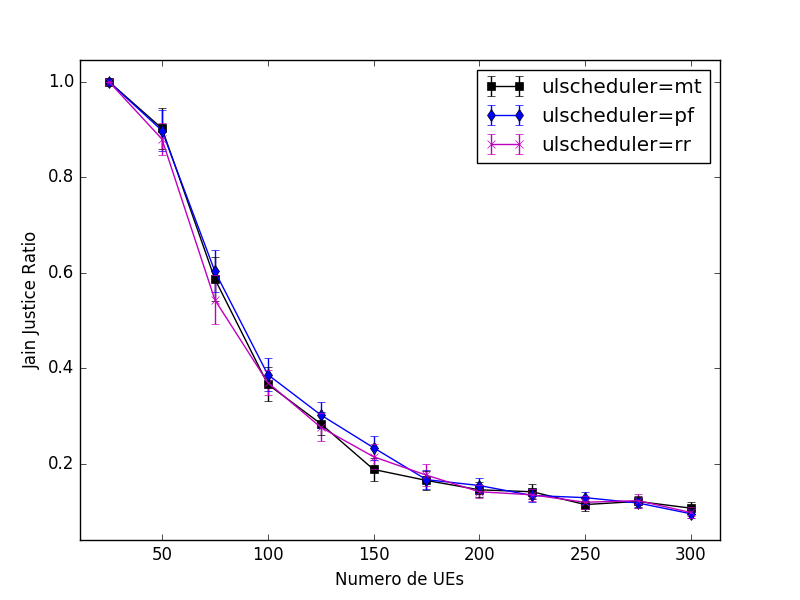 ulscheduler=mt
ulscheduler=pf
ulscheduler=rr
1.0
0.8
0.6
0.4
0.2
Jain Justice Ratio
50 100 150 200 250 300
Numero de UEs